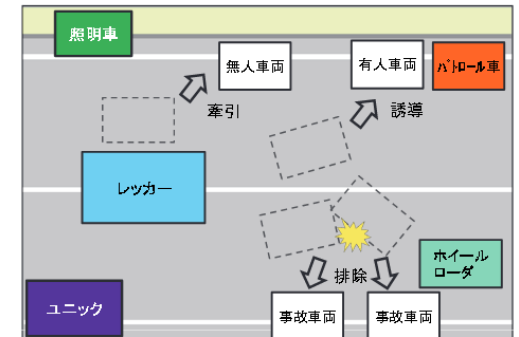 照明車
無人車両
有人車両
パトロール車
牽引
誘導
レッカー
排除
ホイール
ローダ
ユニック
事故車両
事故車両